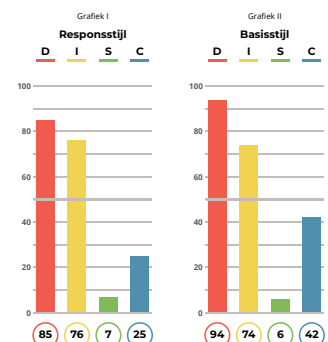 Grafiek I
Responsstijl
D I S C
100
80
60
40
20
0
85 76 7 25
Grafiek II
Basisstijl
D I S C
100
80
60
40
20
0
94 74 6 42